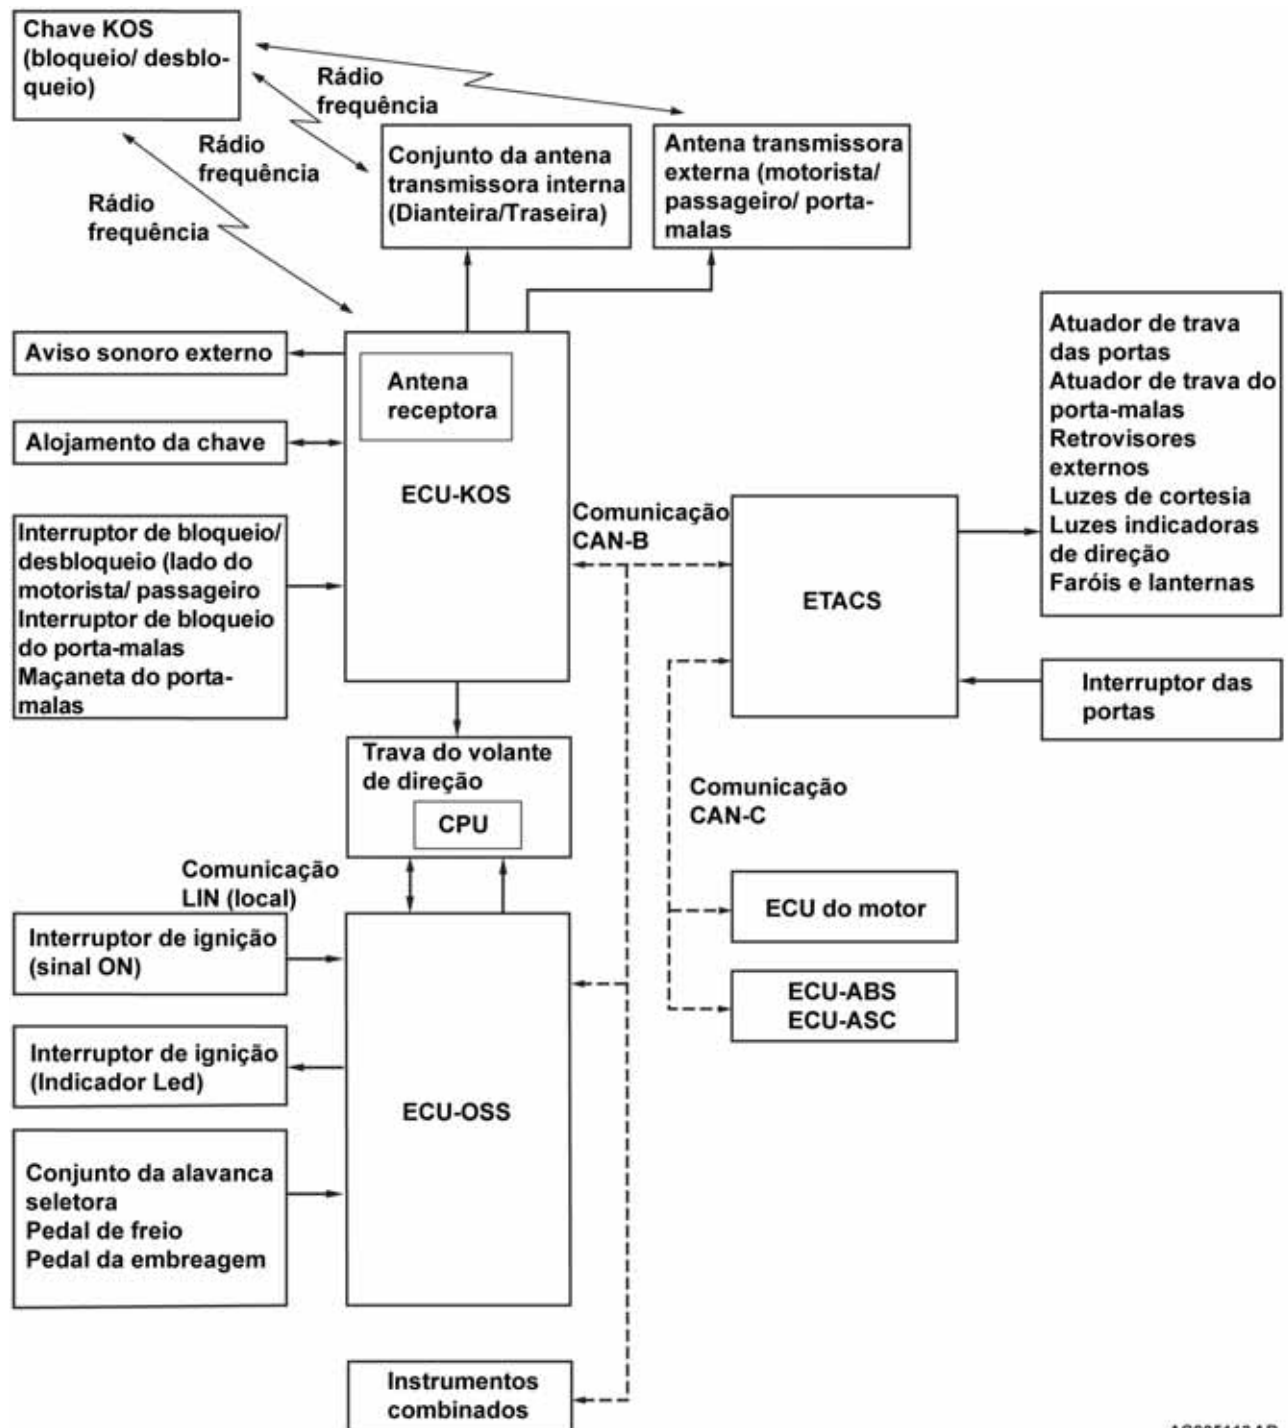 Chave KOS
(bloqueio/ desblo-
queio)
Rádio
frequência
Rádio
frequência
Rádio
frequência
Conjunto da antena
transmissora interna
(Dianteira/Traseira)
Antena transmissora
externa (motorista/
passageiro/ porta-
malas
Aviso sonoro externo
Alojamento da chave
Interruptor de bloqueio/
desbloqueio (lado do
motorista/ passageiro
Interruptor de bloqueio
do porta-malas
Maçaneta do porta-
malas
Antena
receptora
ECU-KOS
Comunicação
CAN-B
ETACS
Atuador de trava
das portas
Atuador de trava do
porta-malas
Retrovisores
externos
Luzes de cortesia
Luzes indicadoras
de direção
Faróis e lanternas
Interruptor das
portas
Trava do volante
de direção
CPU
Comunicação
LIN (local)
Comunicação
CAN-C
ECU do motor
ECU-ABS
ECU-ASC
Interruptor de ignição
(sinal ON)
Interruptor de ignição
(Indicador Led)
Conjunto da alavanca
seletora
Pedal de freio
Pedal da embreagem
ECU-OSS
Instrumentos
combinados